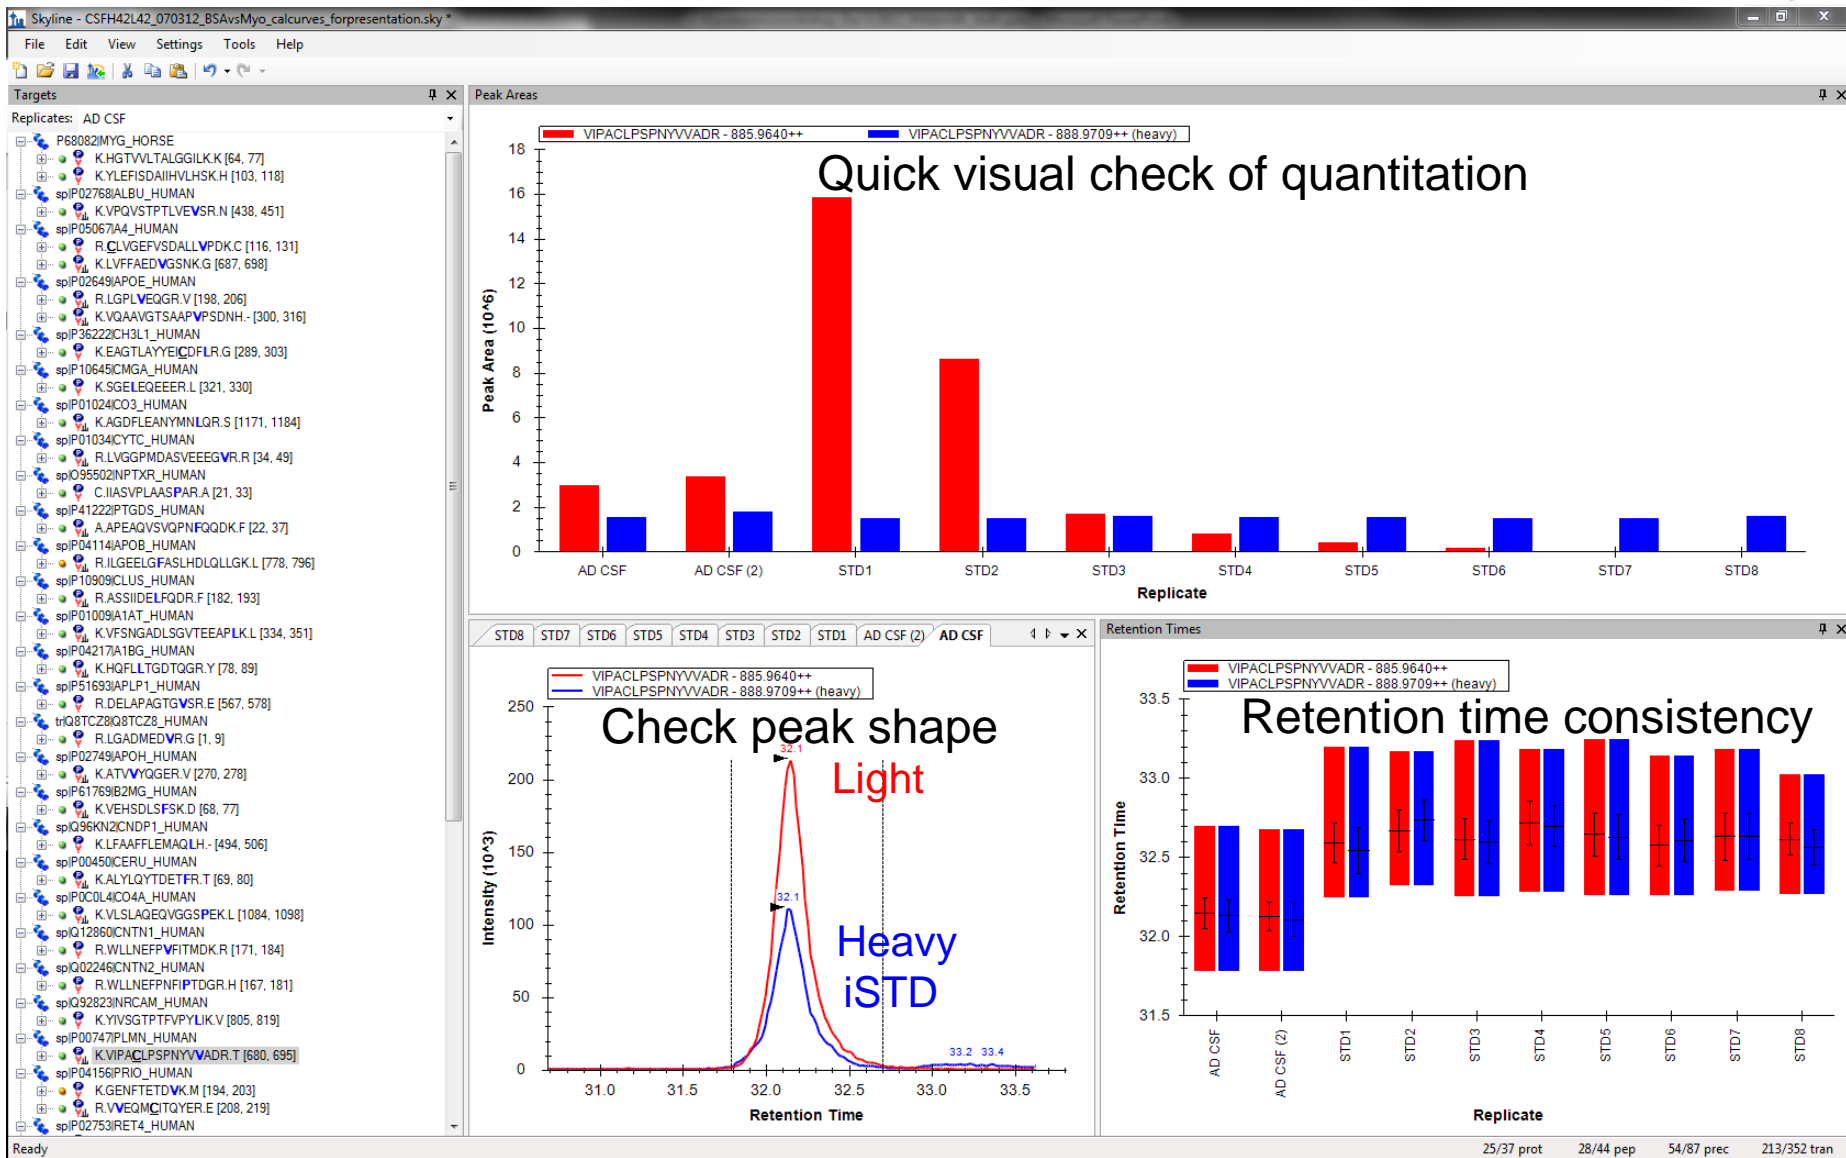 Skyline - CSFH42L42_070312_BSAvsMyo_calcurves_forpresentation.sky *
File Edit View Settings Tools Help
Targets
Replicates: AD CSF
P68082|MYG_HORSE
K.HGTVVLTALGGILK.K [64, 77]
K.YLEFISDAIIHVLHSK.H [103, 118]
sp|P02768|ALBU_HUMAN
K.VPQVSTPTLVEVSR.N [438, 451]
sp|P05067|A4_HUMAN
R.CLVGEFVSDALLVPDK.C [116, 131]
K.LVFFAEDVGSNK.G [687, 698]
sp|P02649|APOE_HUMAN
R.LGPLVEQGR.V [198, 206]
K.VQAAVGTSAAPVPSDNH.- [300, 316]
sp|P36222|CH3L1_HUMAN
K.EAGTLAYYEICDFLR.G [289, 303]
sp|P10645|CMGA_HUMAN
K.SGELEQEEER.L [321, 330]
sp|P01024|CO3_HUMAN
K.AGDFLEANYMNLQR.S [1171, 1184]
sp|P01034|CYTC_HUMAN
R.LVGGPMDASVEEEGVR.R [34, 49]
sp|O95502|NPTXR_HUMAN
C.IIASVPLAASPAR.A [21, 33]
sp|P41222|PTGDS_HUMAN
A.APEAQVSVQPNFQQDK.F [22, 37]
sp|P04114|APOB_HUMAN
R.ILGEELGFASLHDLQLLGK.L [778, 796]
sp|P10909|CLUS_HUMAN
R.ASSIIDELFQDR.F [182, 193]
sp|P01009|A1AT_HUMAN
K.VFSNGADLSGVTEEAPLK.L [334, 351]
sp|P04217|A1BG_HUMAN
K.HQFLLTGDTQGR.Y [78, 89]
sp|P51693|APLP1_HUMAN
R.DELAPAGTGVSR.E [567, 578]
tr|Q8TCZ8|Q8TCZ8_HUMAN
R.LGADMEDVR.G [1, 9]
sp|P02749|APOH_HUMAN
K.ATVVYQGER.V [270, 278]
sp|P61769|B2MG_HUMAN
K.VEHSDLSFSK.D [68, 77]
sp|Q96KN2|CNDP1_HUMAN
K.LFAAFFLEMAQLH.- [494, 506]
sp|P00450|CERU_HUMAN
K.ALYLQYTDETFR.T [69, 80]
sp|P0C0L4|CO4A_HUMAN
K.VLSLAQEQVGGSPEK.L [1084, 1098]
sp|Q12860|CNTN1_HUMAN
R.WLLNEFPVFITMDK.R [171, 184]
sp|Q02246|CNTN2_HUMAN
R.WLLNEFPNFIPTDGR.H [167, 181]
sp|Q92823|NRCAM_HUMAN
K.YIVSGTPTFVPYLIK.V [805, 819]
sp|P00747|PLMN_HUMAN
K.VIPACLPSPNYVVADR.T [680, 695]
sp|P04156|PRIO_HUMAN
K.GENFTETDVK.M [194, 203]
R.VVEQMCITQYER.E [208, 219]
sp|P02753|RET4_HUMAN
Peak Areas
VIPACLPSPNYVVADR - 885.9640++ VIPACLPSPNYVVADR - 888.9709++ (heavy)
Quick visual check of quantitation
Peak Area (10^6)
18
16
14
12
10
8
6
4
2
0
AD CSF AD CSF (2) STD1 STD2 STD3 STD4 STD5 STD6 STD7 STD8
Replicate
STD8 STD7 STD6 STD5 STD4 STD3 STD2 STD1 AD CSF (2) AD CSF
VIPACLPSPNYVVADR - 885.9640++
VIPACLPSPNYVVADR - 888.9709++ (heavy)
Check peak shape
Light
Heavy
iSTD
32.1
32.1
33.2 33.4
Intensity (10^3)
250
200
150
100
50
0
31.0 31.5 32.0 32.5 33.0 33.5
Retention Time
Retention Times
VIPACLPSPNYVVADR - 885.9640++
VIPACLPSPNYVVADR - 888.9709++ (heavy)
Retention time consistency
Retention Time
33.5
33.0
32.5
32.0
31.5
AD CSF AD CSF (2) STD1 STD2 STD3 STD4 STD5 STD6 STD7 STD8
Replicate
Ready 25/37 prot 28/44 pep 54/87 prec 213/352 tran